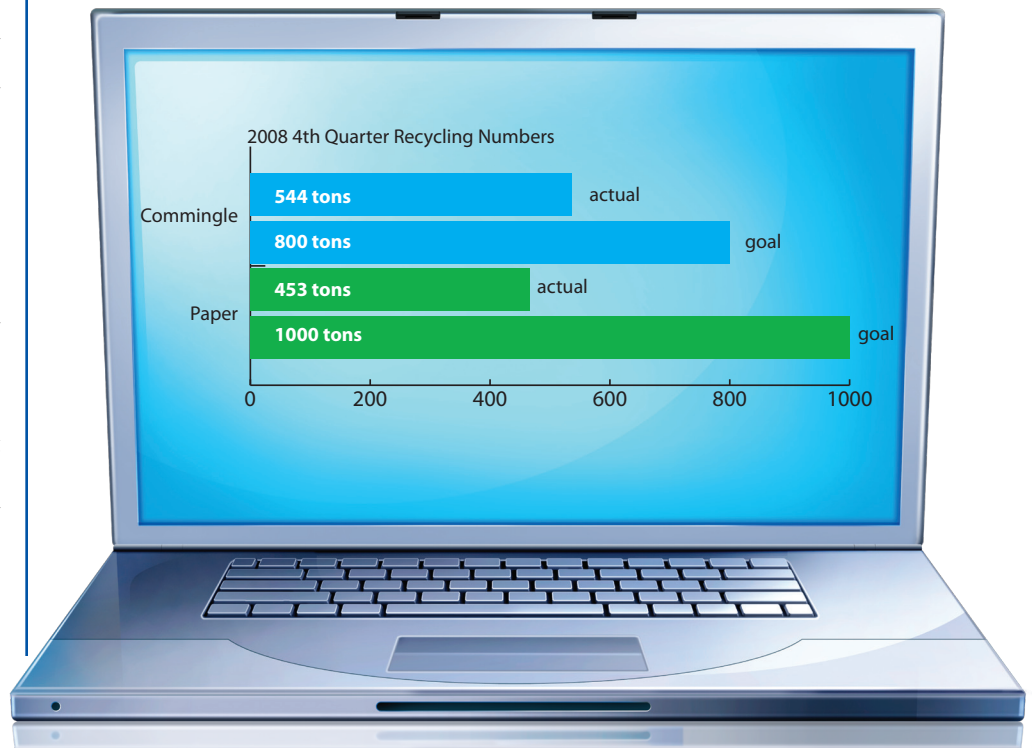 2008 4th Quarter Recycling Numbers
544 tons actual
Commingle
800 tons goal
453 tons actual
Paper
1000 tons goal
0 200 400 600 800 1000